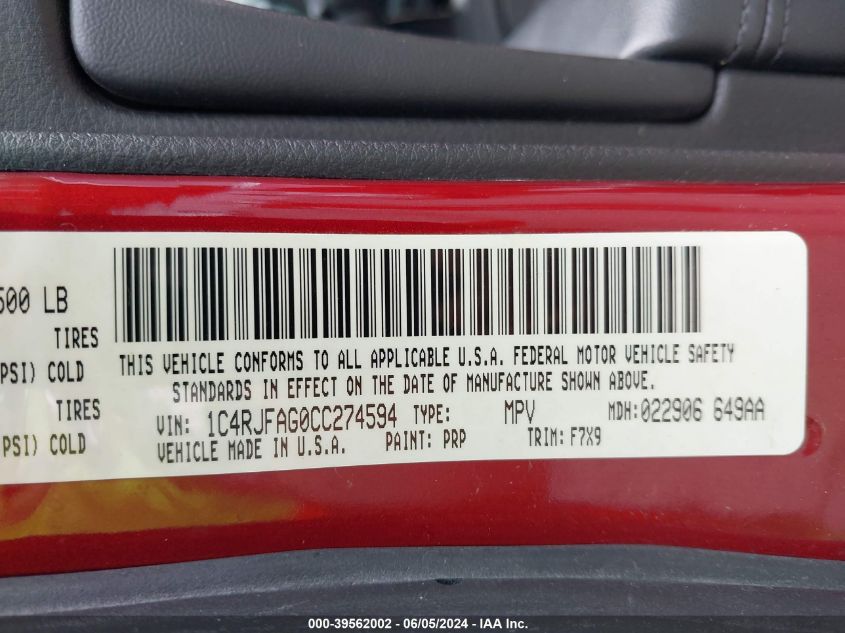 500 LB
TIRES
PSI) COLD
TIRES
PSI) COLD
THIS VEHICLE CONFORMS TO ALL APPLICABLE U.S.A. FEDERAL MOTOR VEHICLE SAFETY
STANDARDS IN EFFECT ON THE DATE OF MANUFACTURE SHOWN ABOVE.
VIN: 1C4RJFAG0CC274594 TYPE: MPV MDH:022906 649AA
VEHICLE MADE IN U.S.A. PAINT: PRP TRIM: F7X9
000-39562002 - 06/05/2024 - IAA Inc.